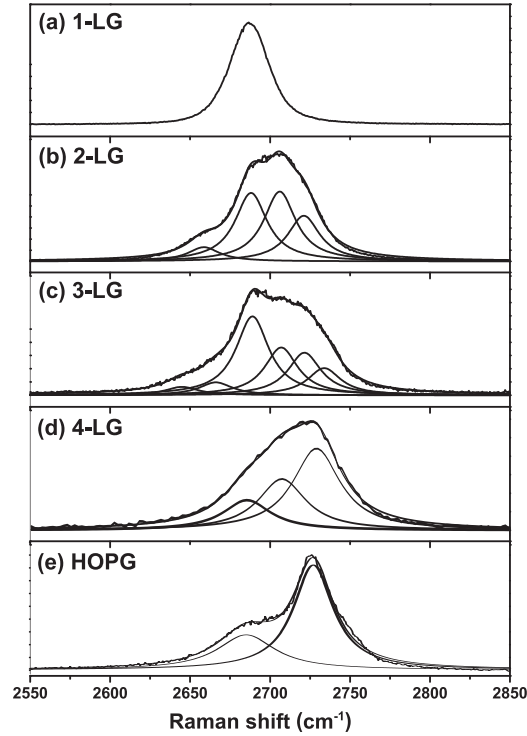 (a) 1-LG
(b) 2-LG
(c) 3-LG
(d) 4-LG
(e) HOPG
2550 2600 2650 2700 2750 2800 2850
Raman shift (cm⁻¹)